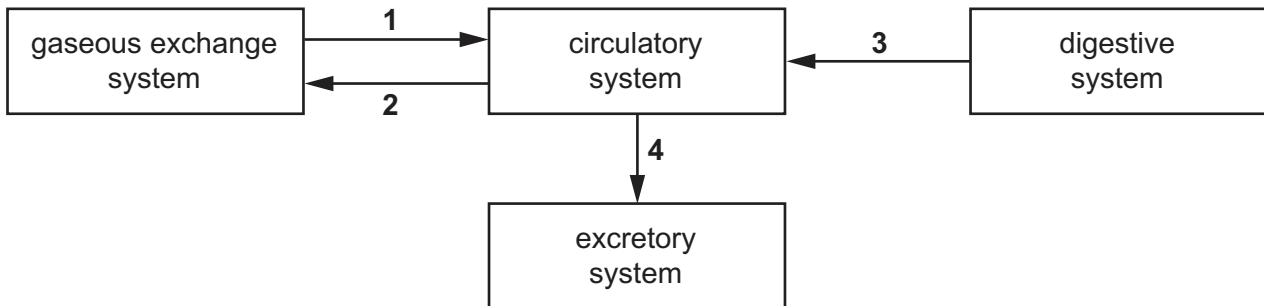 gaseous exchange
system
1
2
circulatory
system
3
digestive
system
4
excretory
system